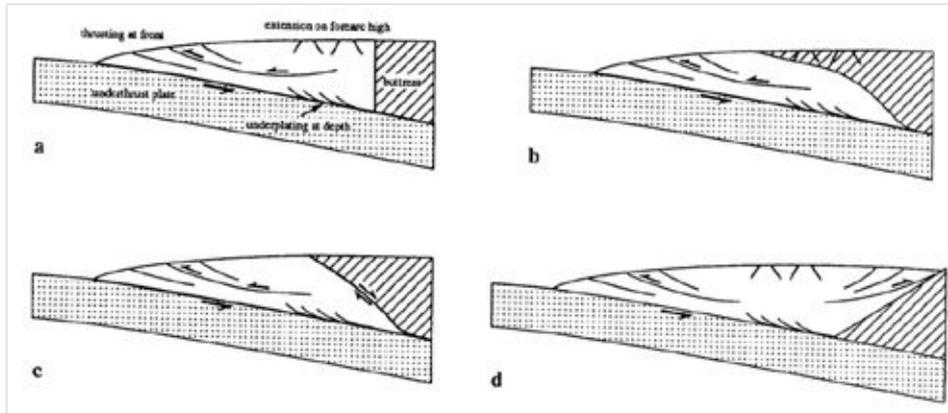 extension on forearc high
thrusting at front
buttress
underthrust plate
underplating at depth
a
b
c
d